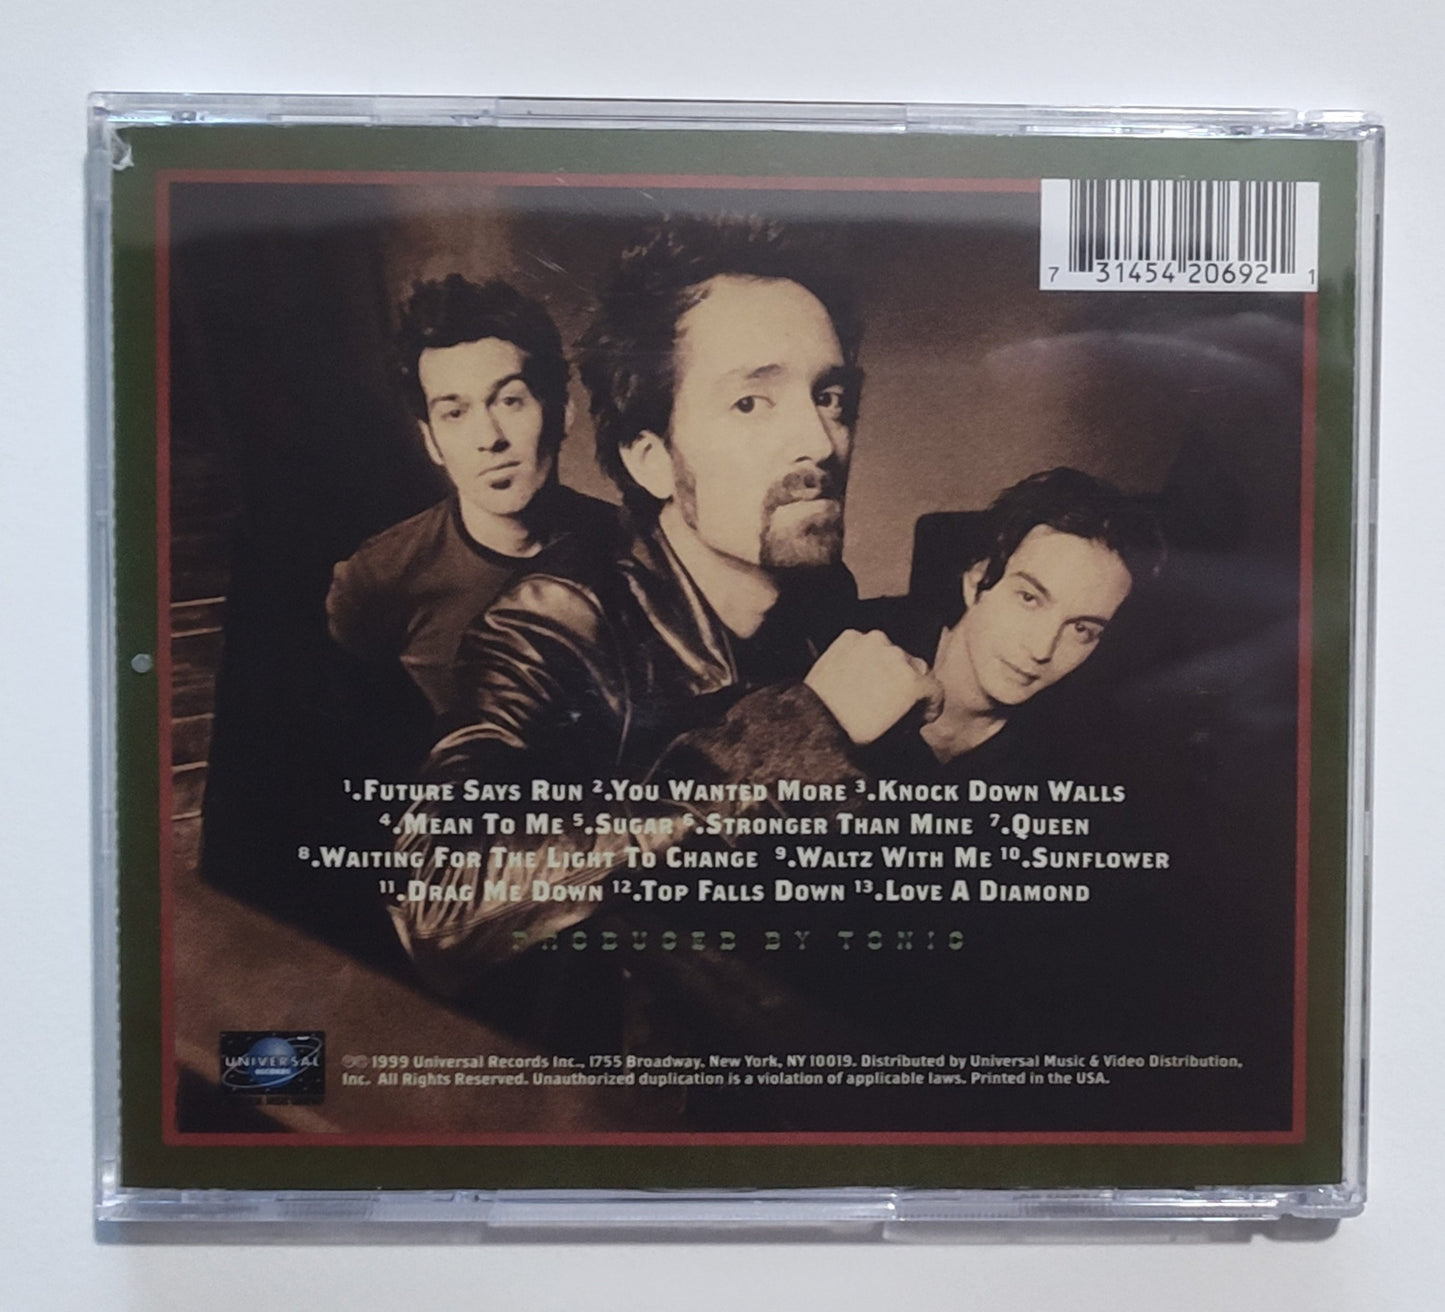 7 31454 20692 1
1.FUTURE SAYS RUN 2.YOU WANTED MORE 3.KNOCK DOWN WALLS
4.MEAN TO ME 5.SUGAR 6.STRONGER THAN MINE 7.QUEEN
8.WAITING FOR THE LIGHT TO CHANGE 9.WALTZ WITH ME 10.SUNFLOWER
11.DRAG ME DOWN 12.TOP FALLS DOWN 13.LOVE A DIAMOND
PRODUCED BY TONIC
UNIVERSAL
RECORDS
℗© 1999 Universal Records Inc., 1755 Broadway, New York, NY 10019. Distributed by Universal Music & Video Distribution,
Inc. All Rights Reserved. Unauthorized duplication is a violation of applicable laws. Printed in the USA.